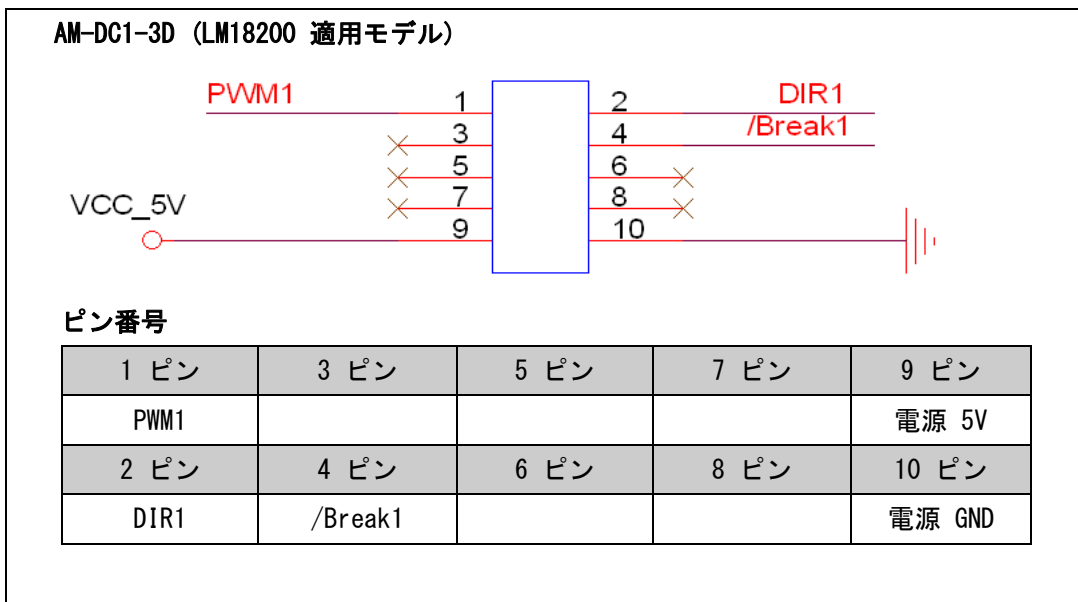 AM-DC1-3D (LM18200 適用モデル)
PWM1 1 2 DIR1
3 4 /Break1
5 6
7 8
VCC_5V 9 10
ピン番号
1 ピン 3 ピン 5 ピン 7 ピン 9 ピン
PWM1 電源 5V
2 ピン 4 ピン 6 ピン 8 ピン 10 ピン
DIR1 /Break1 電源 GND